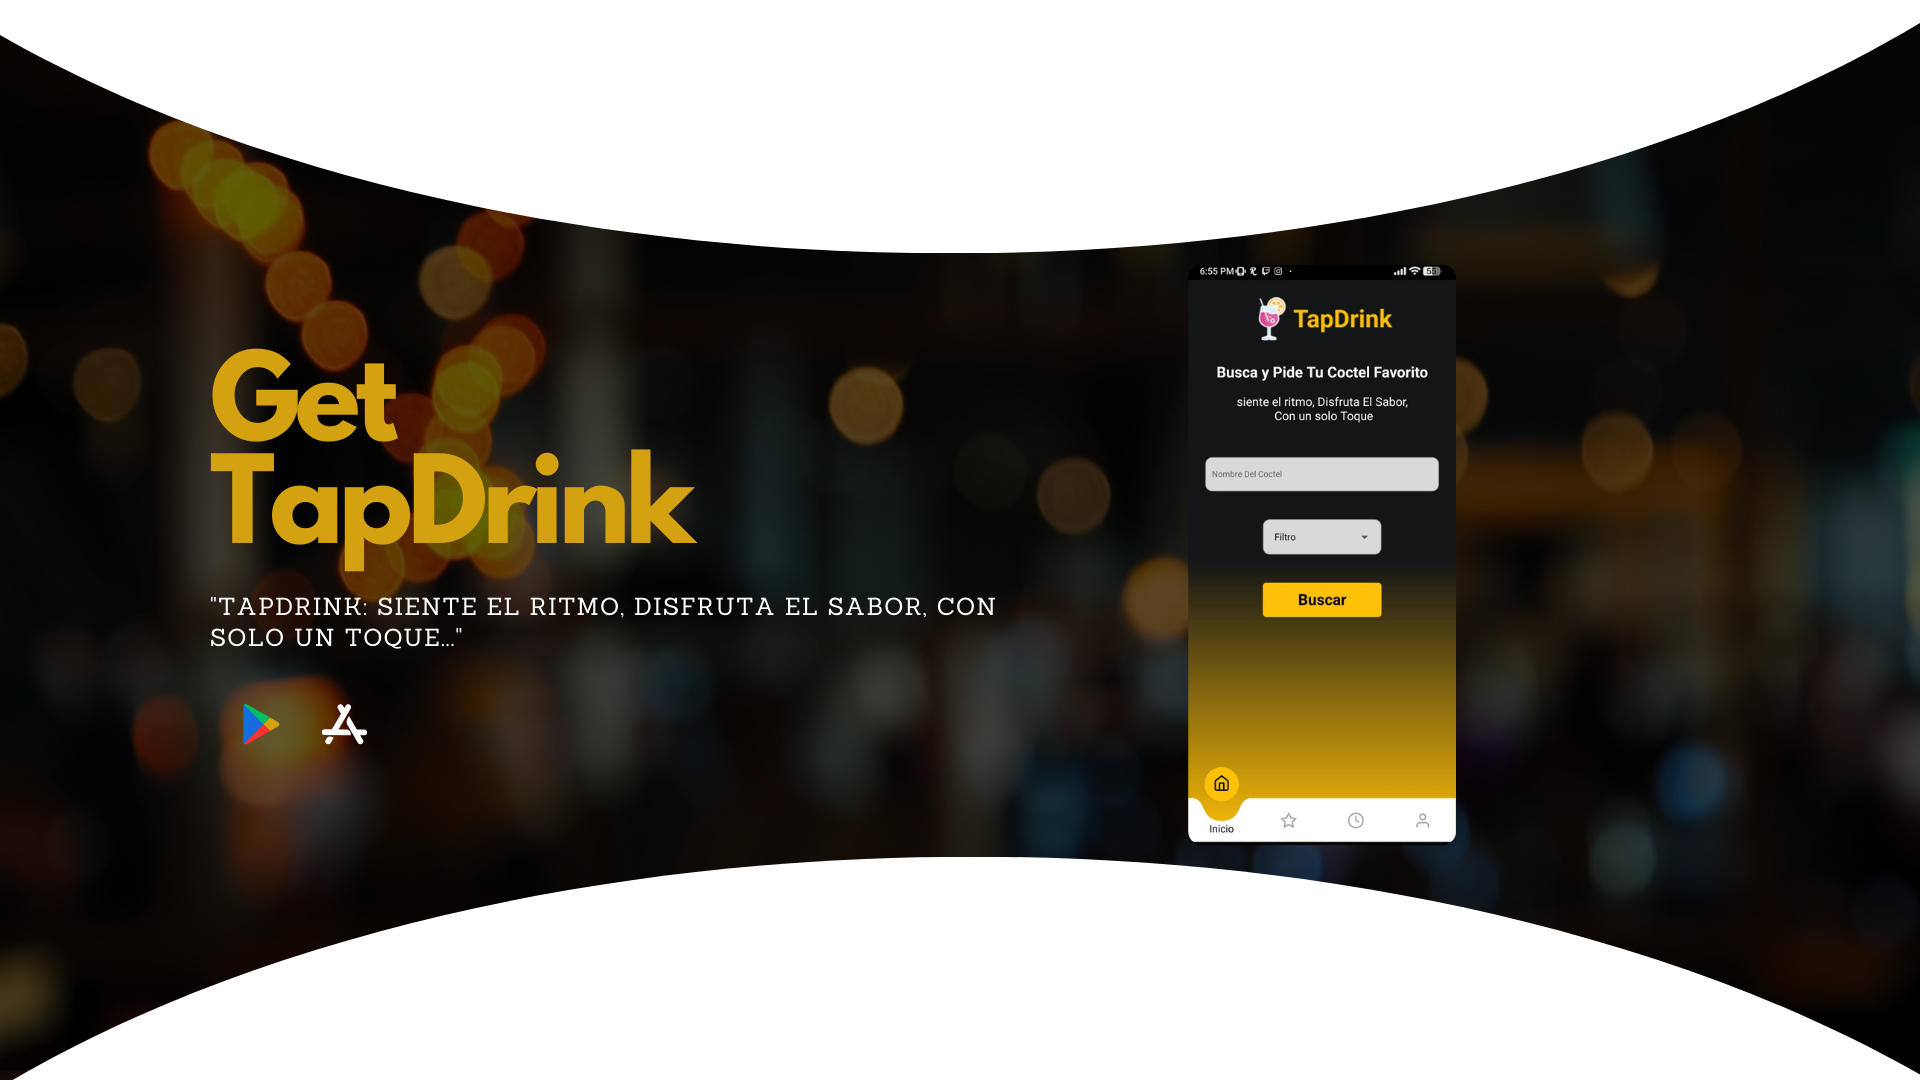 Get
TapDrink
"TAPDRINK: SIENTE EL RITMO, DISFRUTA EL SABOR, CON
SOLO UN TOQUE..."
6:55 PM
TapDrink
Busca y Pide Tu Coctel Favorito
siente el ritmo, Disfruta El Sabor,
Con un solo Toque
Nombre Del Coctel
Filtro
Buscar
Inicio